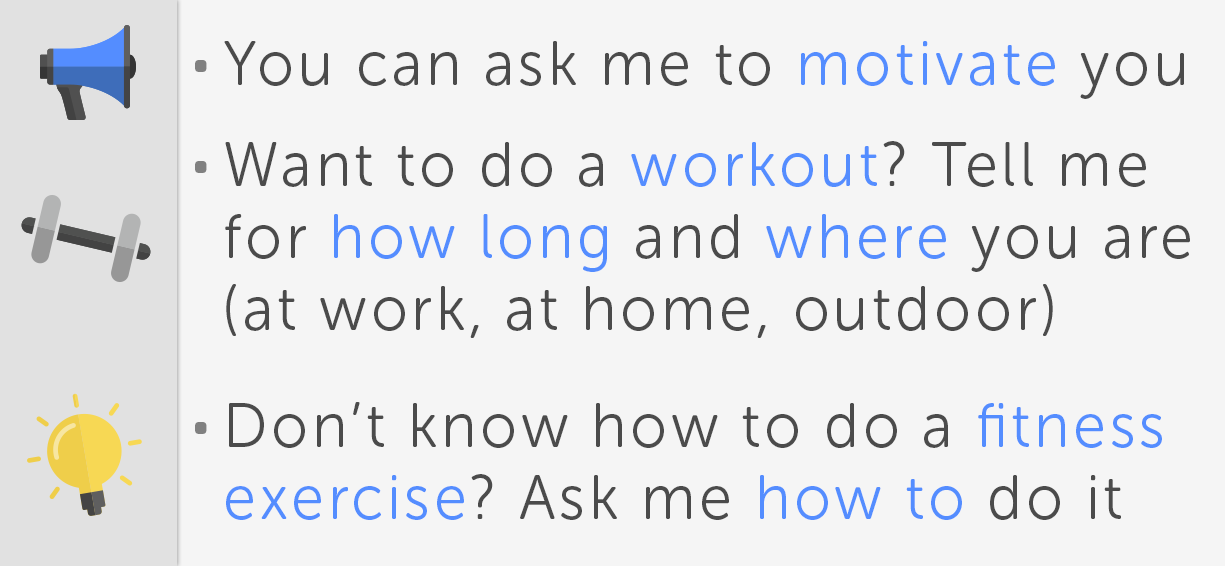 • You can ask me to motivate you
• Want to do a workout? Tell me
for how long and where you are
(at work, at home, outdoor)
• Don’t know how to do a fitness
exercise? Ask me how to do it